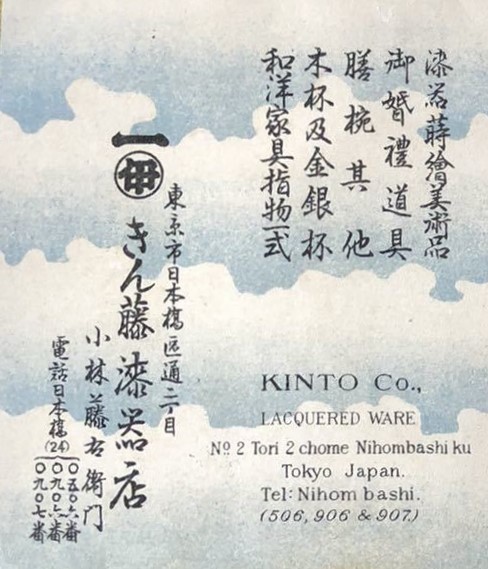 漆器蒔繪美術品
御婚禮道具
膳椀其他
木杯及金銀杯
和洋家具指物一式
東京市日本橋区通二丁目
伊
きん藤漆器店
小林藤右衛門
電話日本橋(24)
〇五〇六番
〇九〇六番
〇九〇七番
KINTO Co.,
LACQUERED WARE
No 2 Tori 2 chome Nihombashi ku
Tokyo Japan.
Tel: Nihom bashi.
(506, 906 & 907.)